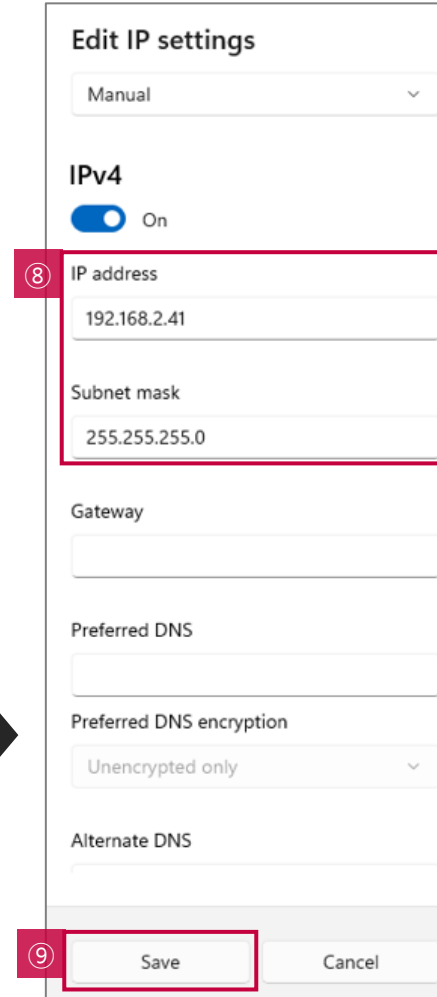 Edit IP settings
Manual
IPv4
On
⑧
IP address
192.168.2.41
Subnet mask
255.255.255.0
Gateway
Preferred DNS
Preferred DNS encryption
Unencrypted only
Alternate DNS
⑨
Save Cancel